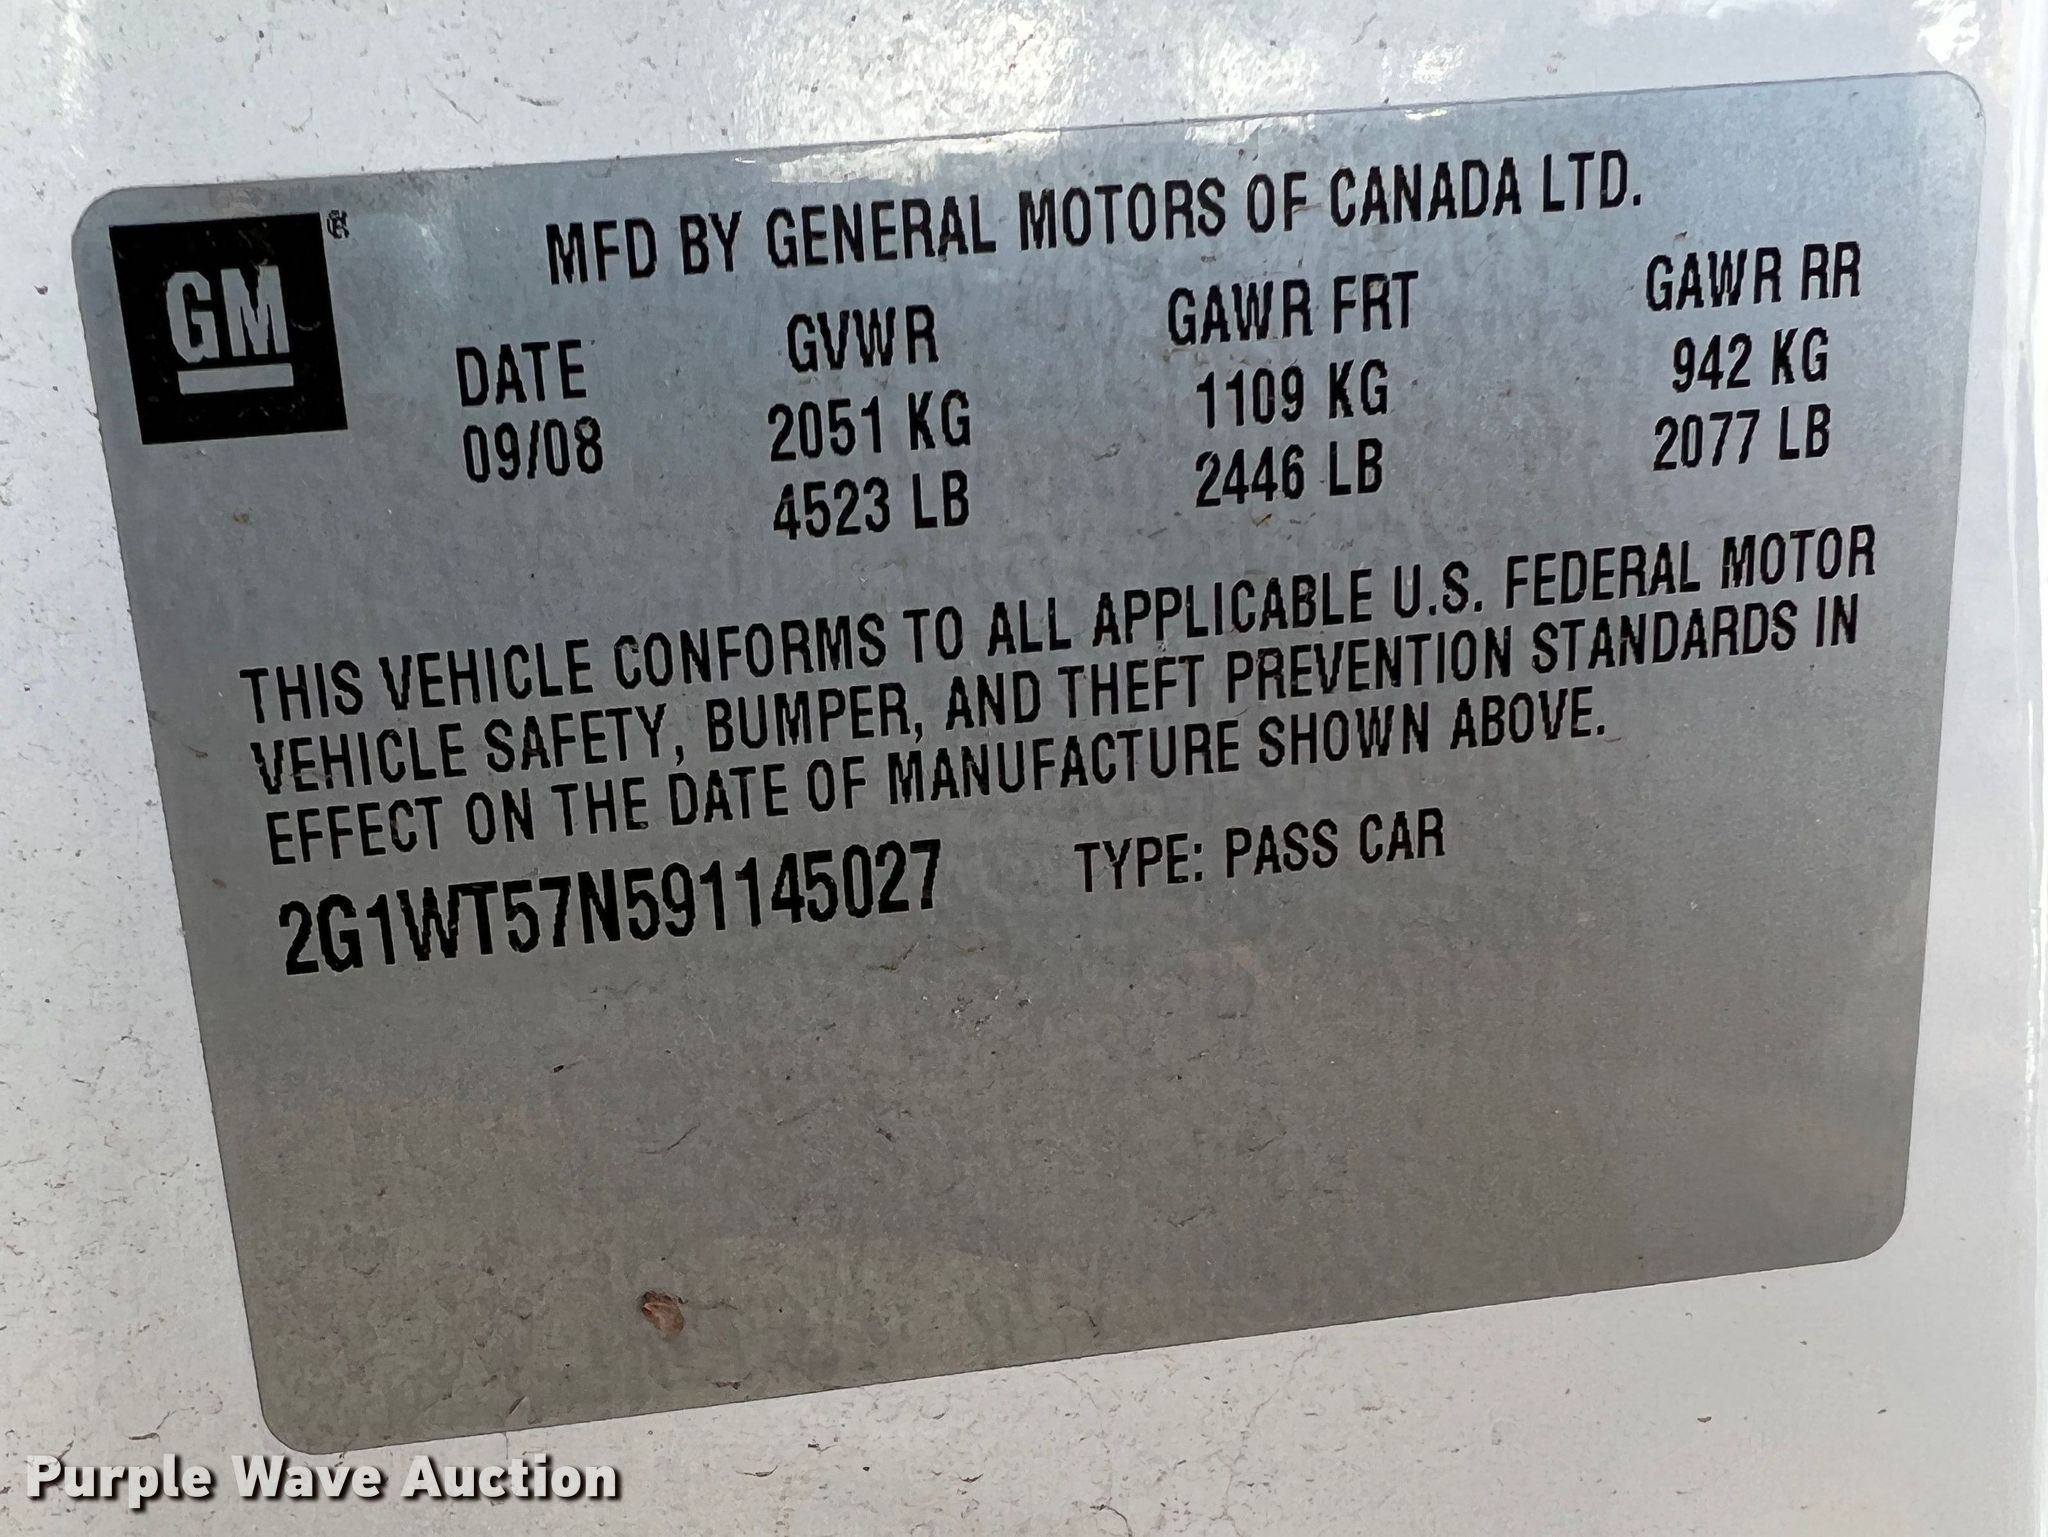 GM®
MFD BY GENERAL MOTORS OF CANADA LTD.
DATE GVWR GAWR FRT GAWR RR
09/08 2051 KG 1109 KG 942 KG
4523 LB 2446 LB 2077 LB
THIS VEHICLE CONFORMS TO ALL APPLICABLE U.S. FEDERAL MOTOR
VEHICLE SAFETY, BUMPER, AND THEFT PREVENTION STANDARDS IN
EFFECT ON THE DATE OF MANUFACTURE SHOWN ABOVE.
2G1WT57N591145027 TYPE: PASS CAR
Purple Wave Auction